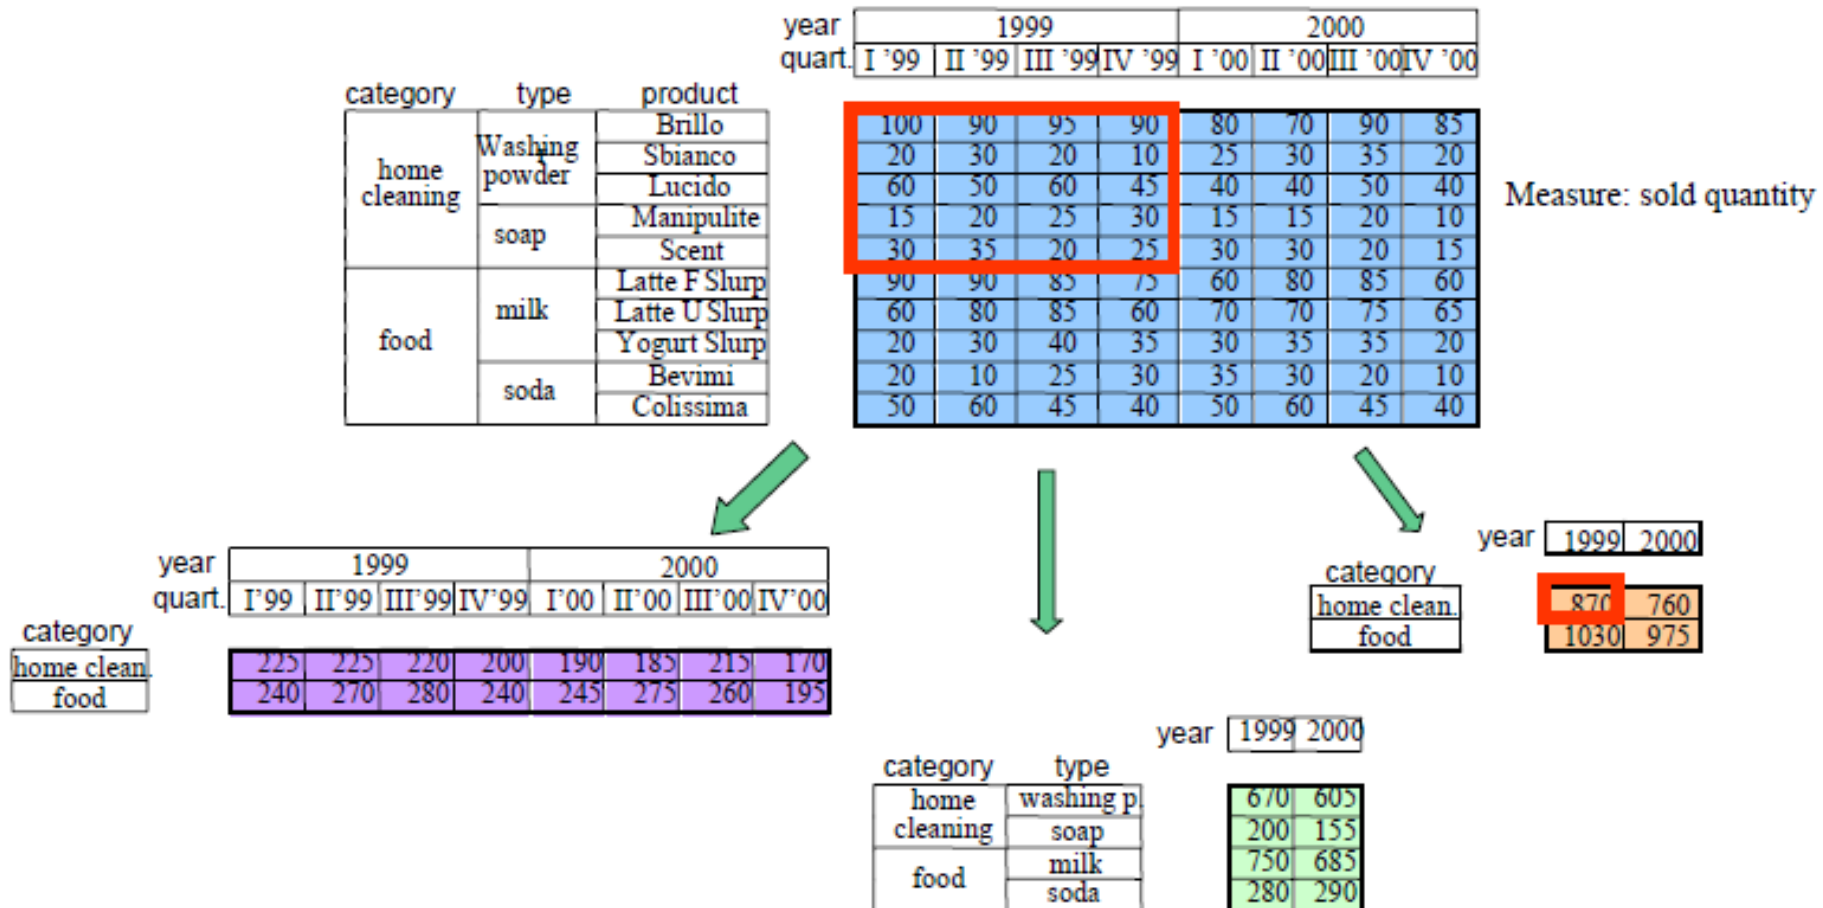 year 1999 2000
quart. I ’99 II ’99 III ’99 IV ’99 I ’00 II ’00 III ’00 IV ’00
category type product
home cleaning Washing powder Brillo 100 90 95 90 80 70 90 85
Sbianco 20 30 20 10 25 30 35 20
Lucido 60 50 60 45 40 40 50 40
soap Manipulite 15 20 25 30 15 15 20 10
Scent 30 35 20 25 30 30 20 15
food milk Latte F Slurp 90 90 85 75 60 80 85 60
Latte U Slurp 60 80 85 60 70 70 75 65
Yogurt Slurp 20 30 40 35 30 35 35 20
soda Bevimi 20 10 25 30 35 30 20 10
Colissima 50 60 45 40 50 60 45 40
Measure: sold quantity
year 1999 2000
quart. I’99 II’99 III’99 IV’99 I’00 II’00 III’00 IV’00
category
home clean. 225 225 220 200 190 185 215 170
food 240 270 280 240 245 275 260 195
year 1999 2000
category
home clean. 870 760
food 1030 975
year 1999 2000
category type
home cleaning washing p. 670 605
soap 200 155
food milk 750 685
soda 280 290